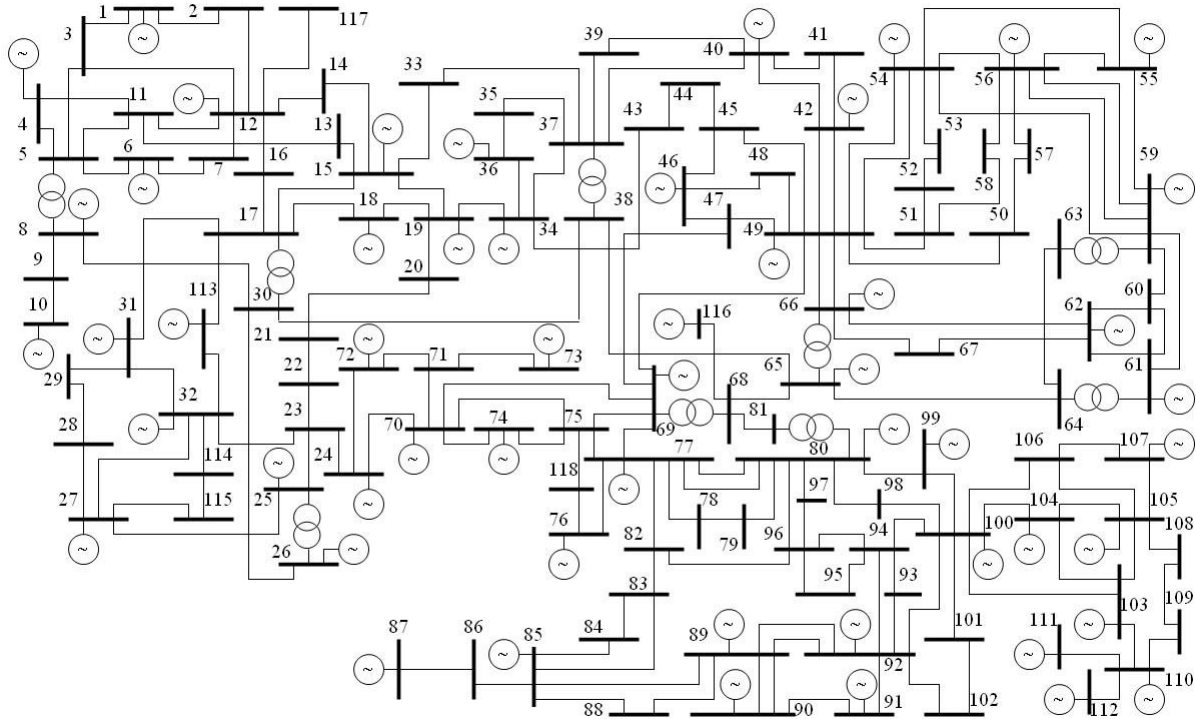 1 2 117
3
39 40 41
33 14 54 56 55
35 44
4 11 12 13 37 43 45 42 53
5 6 7 16 15 36 46 48 52 58 57 59
17 18 19 34 38 47 49 51 50 63
8
9 20
10 31 113 30 66 62 60
21 116 67
29 22 72 71 73 65 61
32 23 70 74 75 69 68 81 99 64
28 24 77 80 106 107
114 118 97 98
27 115 25 76 78 96 94 100 104 105 108
26 82 79
83 95 93 103 109
87 86 85 84 89 92 101 111
88 90 91 102 112 110
~ ~ ~ ~ ~ ~ ~ ~ ~ ~ ~ ~ ~ ~ ~ ~ ~ ~ ~ ~ ~ ~ ~ ~ ~ ~ ~ ~ ~ ~ ~ ~ ~ ~ ~ ~ ~ ~ ~ ~ ~ ~ ~ ~ ~ ~ ~ ~ ~ ~ ~ ~ ~ ~